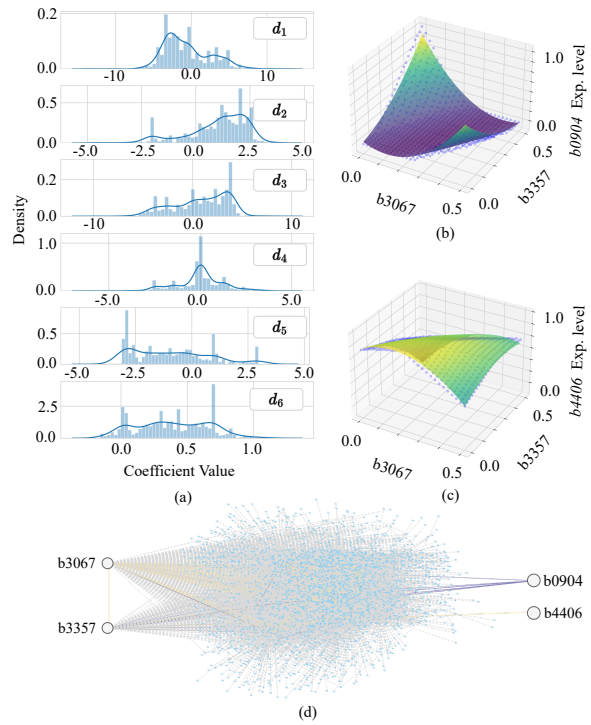 0.2
d1
0.0
-10
0
10
0.5
d2
0.0
-5.0
-2.5
0.0
2.5
5.0
0.2
d3
0.0
-10
0
10
1.0
d4
0.0
-5.0
0.0
5.0
0.5
d5
0.0
-5.0
-2.5
0.0
2.5
5.0
2.5
d6
0.0
0.0
0.5
1.0
Density
Coefficient Value
(a)
1.0
0.0
0.5
0.0
0.5
0.0
b3067
b3357
b0904 Exp. level
(b)
1.0
0.0
0.5
0.0
0.5
0.0
b3067
b3357
b4406 Exp. level
(c)
b3067
b3357
b0904
b4406
(d)